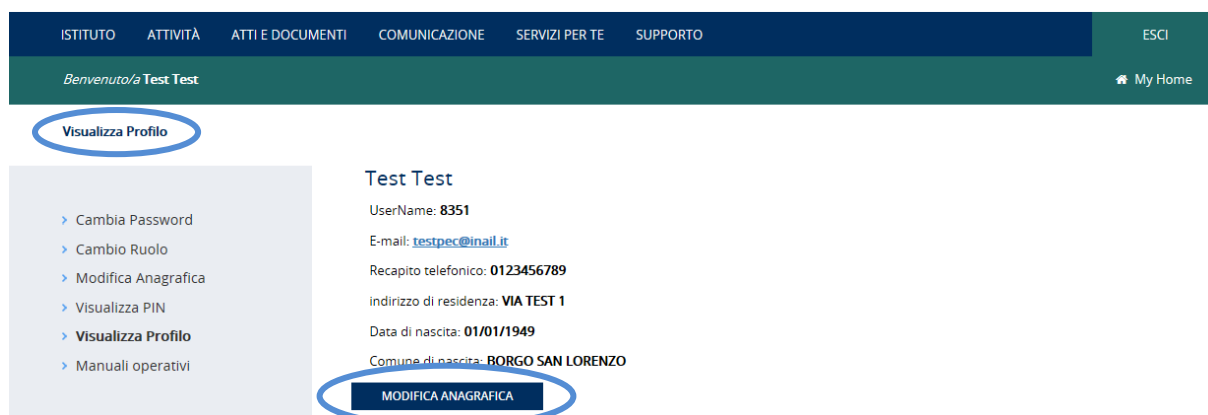 ISTITUTO ATTIVITÀ ATTI E DOCUMENTI COMUNICAZIONE SERVIZI PER TE SUPPORTO ESCI
Benvenuto/a Test Test My Home
Visualizza Profilo
Cambia Password
Cambio Ruolo
Modifica Anagrafica
Visualizza PIN
Visualizza Profilo
Manuali operativi
Test Test
UserName: 8351
E-mail: testpec@inail.it
Recapito telefonico: 0123456789
indirizzo di residenza: VIA TEST 1
Data di nascita: 01/01/1949
Comune di nascita: BORGO SAN LORENZO
MODIFICA ANAGRAFICA